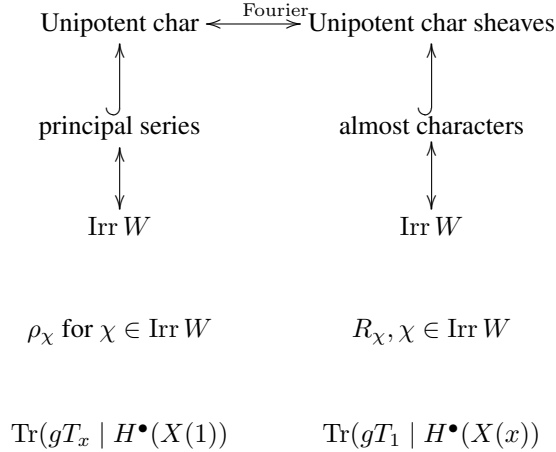 Unipotent char Fourier Unipotent char sheaves
principal series almost characters
Irr W Irr W
ρ_χ for χ ∈ Irr W R_χ, χ ∈ Irr W
Tr(gT_x | H^•(X(1)) Tr(gT_1 | H^•(X(x))